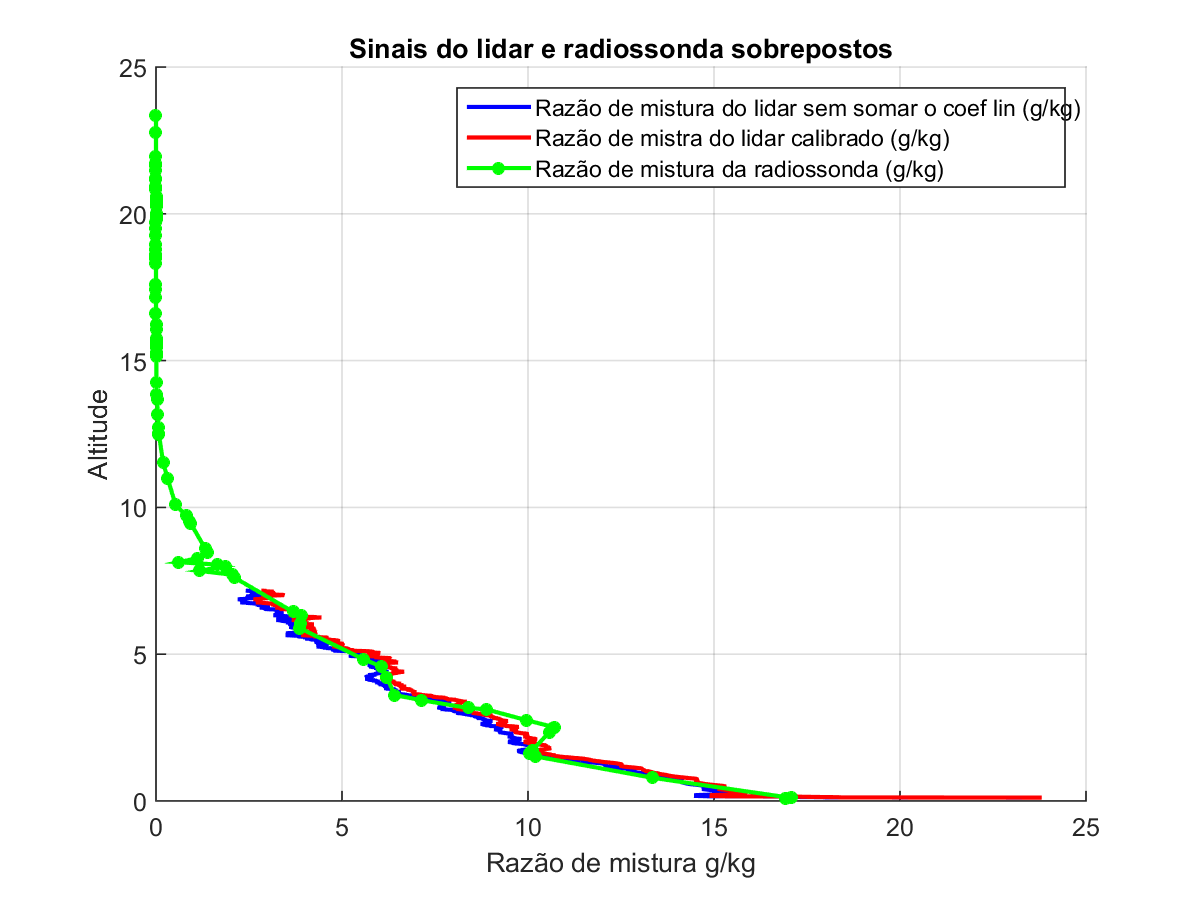 Sinais do lidar e radiossonda sobrepostos
25
Razão de mistura do lidar sem somar o coef lin (g/kg)
Razão de mistra do lidar calibrado (g/kg)
Razão de mistura da radiossonda (g/kg)
20
15
Altitude
10
5
0
0 5 10 15 20 25
Razão de mistura g/kg